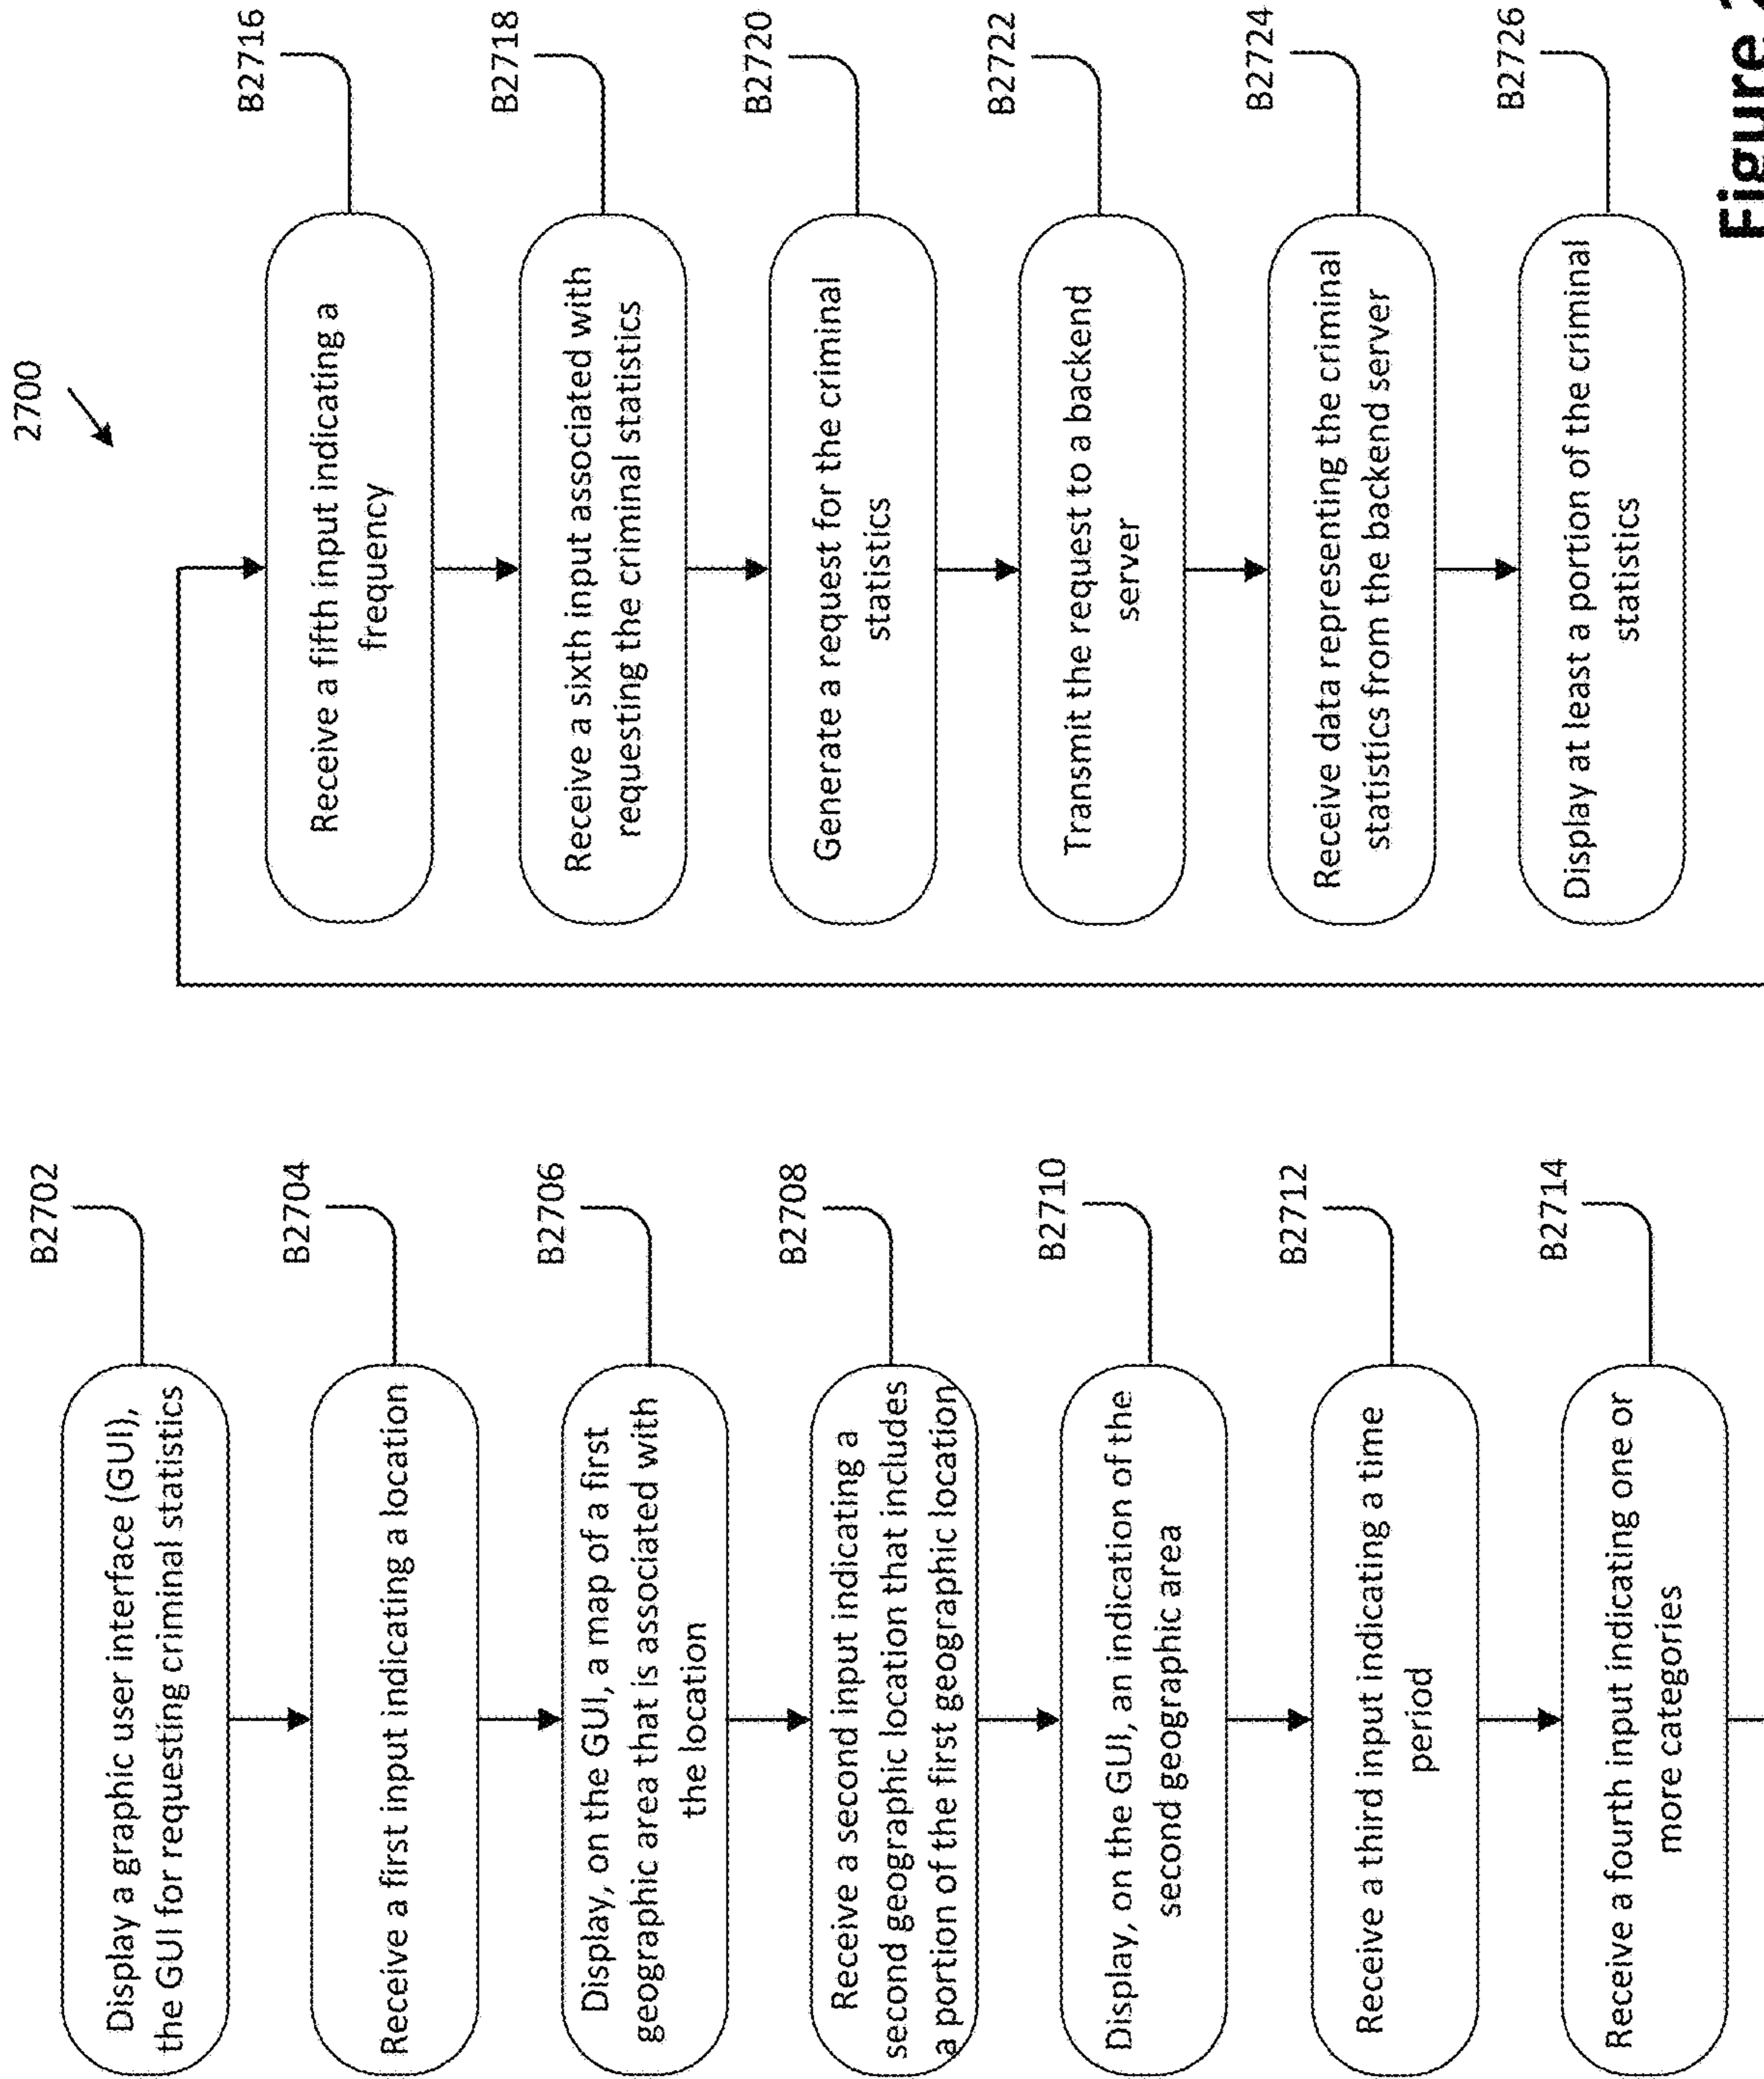 2700
B2702
Display a graphic user interface (GUI),
the GUI for requesting criminal statistics
B2704
Receive a first input indicating a location
B2706
Display, on the GUI, a map of a first
geographic area that is associated with
the location
B2708
Receive a second input indicating a
second geographic location that includes
a portion of the first geographic location
B2710
Display, on the GUI, an indication of the
second geographic area
B2712
Receive a third input indicating a time
period
B2714
Receive a fourth input indicating one or
more categories
B2716
Receive a fifth input indicating a
frequency
B2718
Receive a sixth input associated with
requesting the criminal statistics
B2720
Generate a request for the criminal
statistics
B2722
Transmit the request to a backend
server
B2724
Receive data representing the criminal
statistics from the backend server
B2726
Display at least a portion of the criminal
statistics
Figure